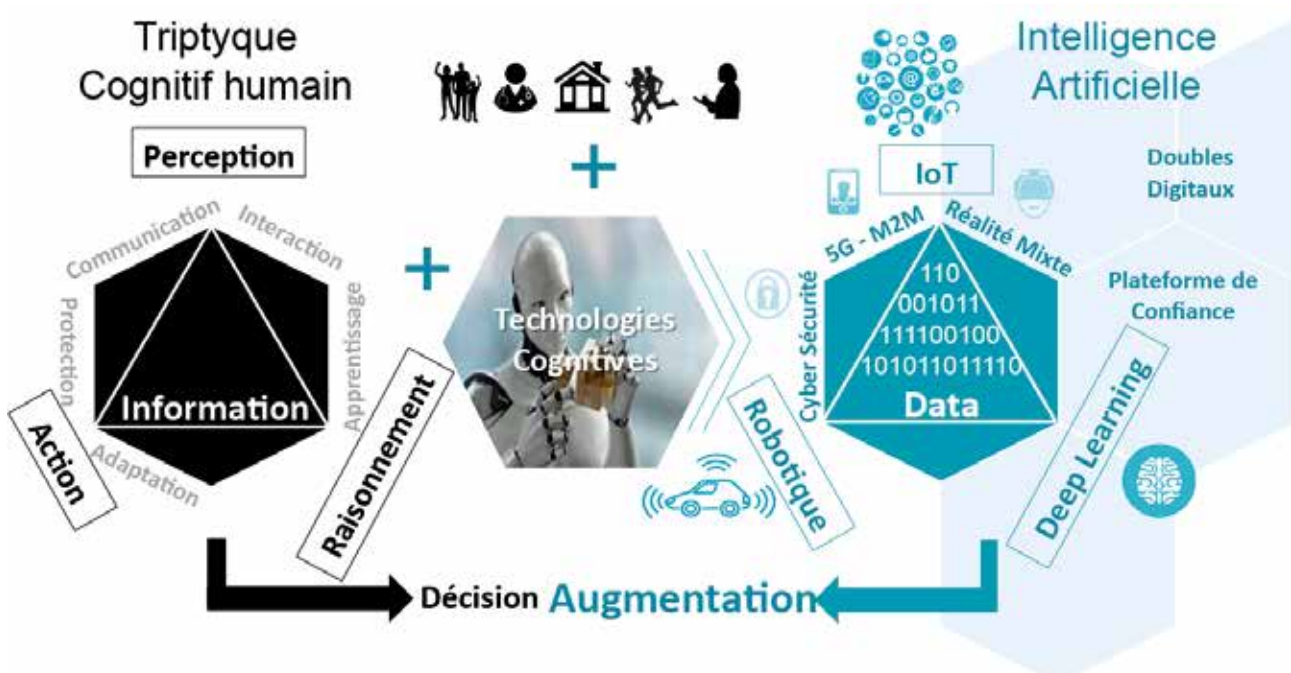 Triptyque
Cognitif humain
Perception
Communication
Interaction
Protection
Apprentissage
Information
Action
Adaptation
Raisonnement
+
+
Technologies
Cognitives
Intelligence
Artificielle
IoT
Doubles
Digitaux
5G - M2M
Réalité Mixte
Plateforme de
Confiance
Cyber Sécurité
110
001011
111100100
101011011110
Data
Robotique
Deep Learning
Décision Augmentation